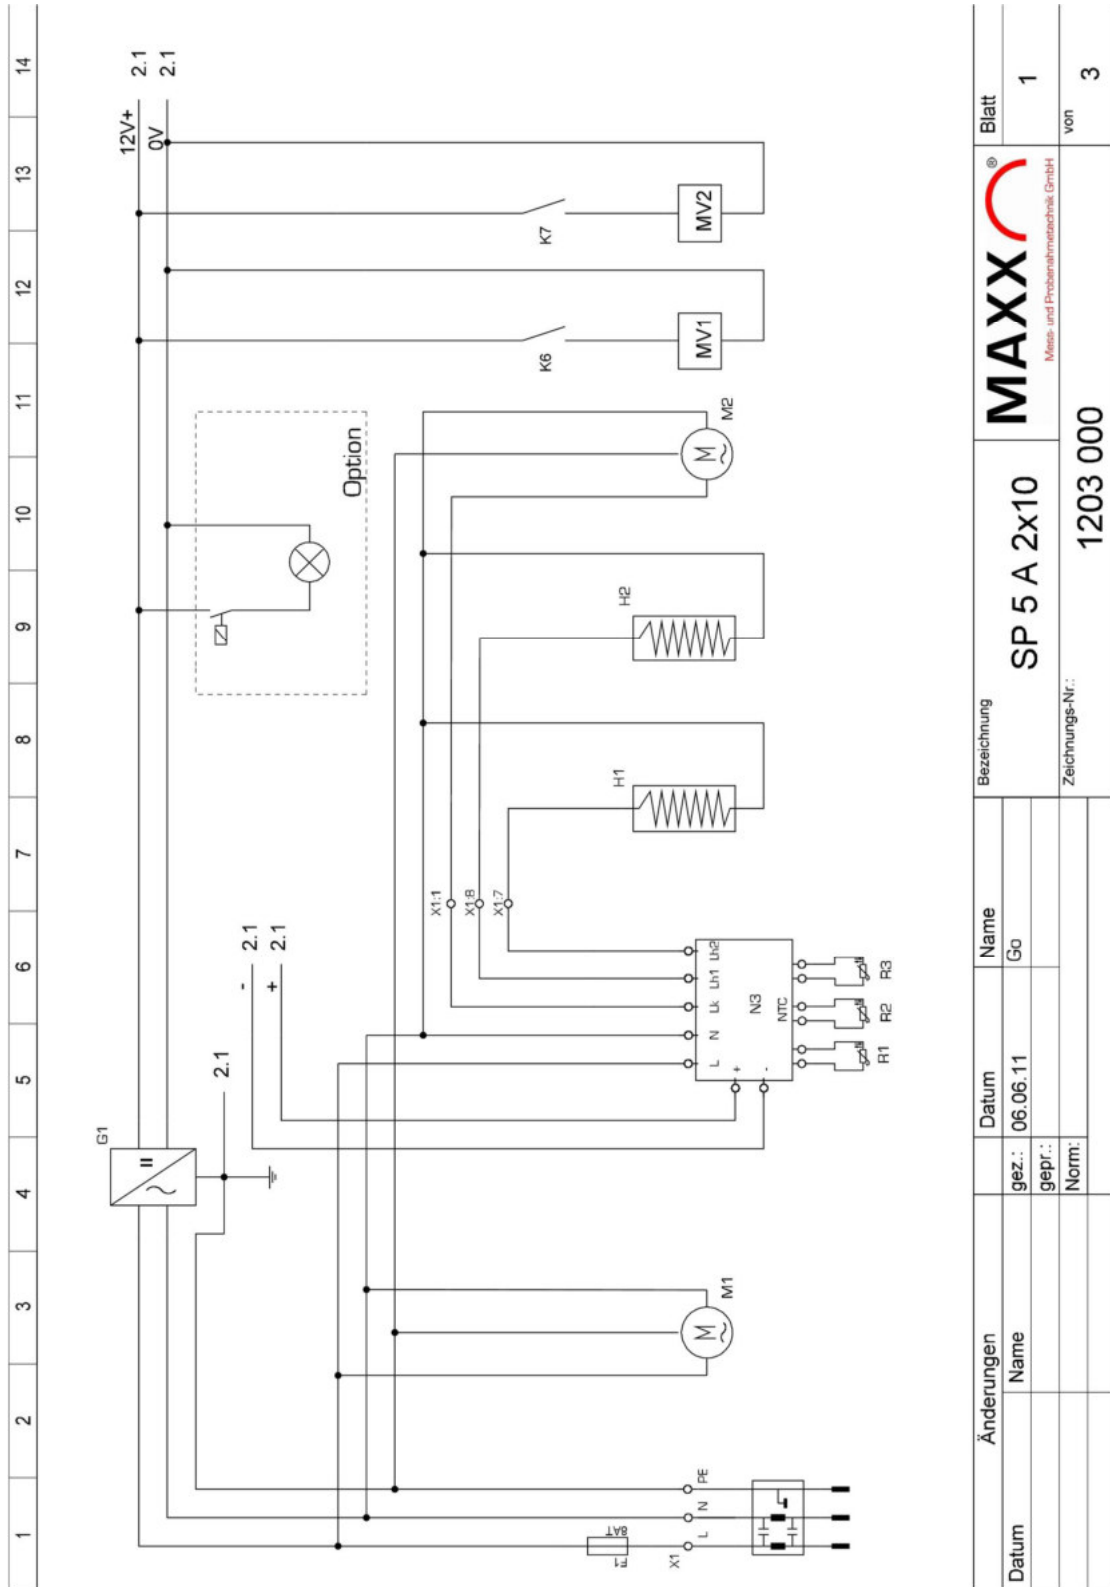 1 2 3 4 5 6 7 8 9 10 11 12 13 14
12V+ 2.1
0V 2.1
G1
2.1
- 2.1
+ 2.1
Option
X1:1
X1:8
X1:7
H1
H2
M1
M2
K6
K7
MV1
MV2
L N Lk Lh1 Lh2
+
-
N3
NTC
R1
R2
R3
F1
8AT
X1
L
N
PE
M
M
Änderungen
Datum Name
Datum Name
gez.: 06.06.11 Go
gepr.:
Norm:
Bezeichnung
SP 5 A 2x10
MAXX®
Mess- und Probenahmetechnik GmbH
Blatt
1
Zeichnungs-Nr.:
1203 000
von
3